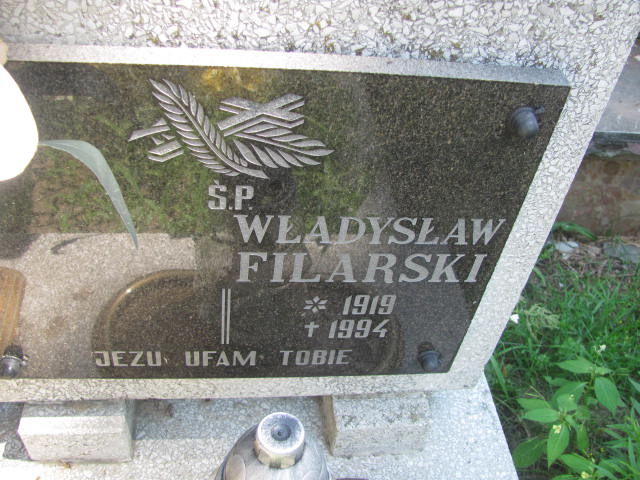 Ś.P.
WŁADYSŁAW
FILARSKI
* 1919
† 1994
JEZU UFAM TOBIE